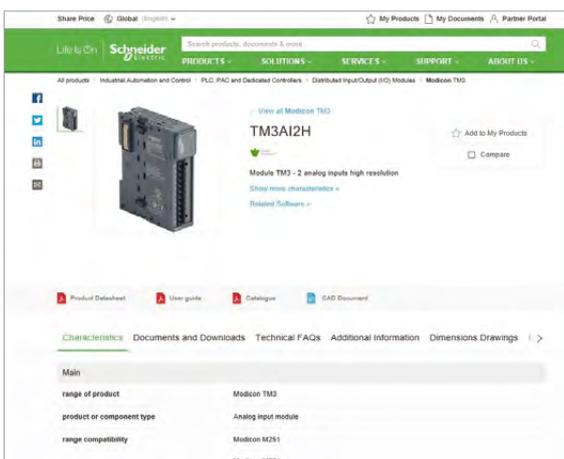 Share Price Global (English)
My Products My Documents Partner Portal
Life Is On Schneider Electric
Search products, documents & more
PRODUCTS SOLUTIONS SERVICES SUPPORT ABOUT US
All products Industrial Automation and Control PLC, PAC and Dedicated Controllers Distributed Input/Output (I/O) Modules Modicon TM3
View all Modicon TM3
TM3AI2H
Add to My Products
Compare
Module TM3 - 2 analog inputs high resolution
Show more characteristics »
Related Software »
Product Datasheet User guide Catalogue CAD Document
Characteristics Documents and Downloads Technical FAQs Additional Information Dimensions Drawings
Main
range of product Modicon TM3
product or component type Analog input module
range compatibility Modicon M251